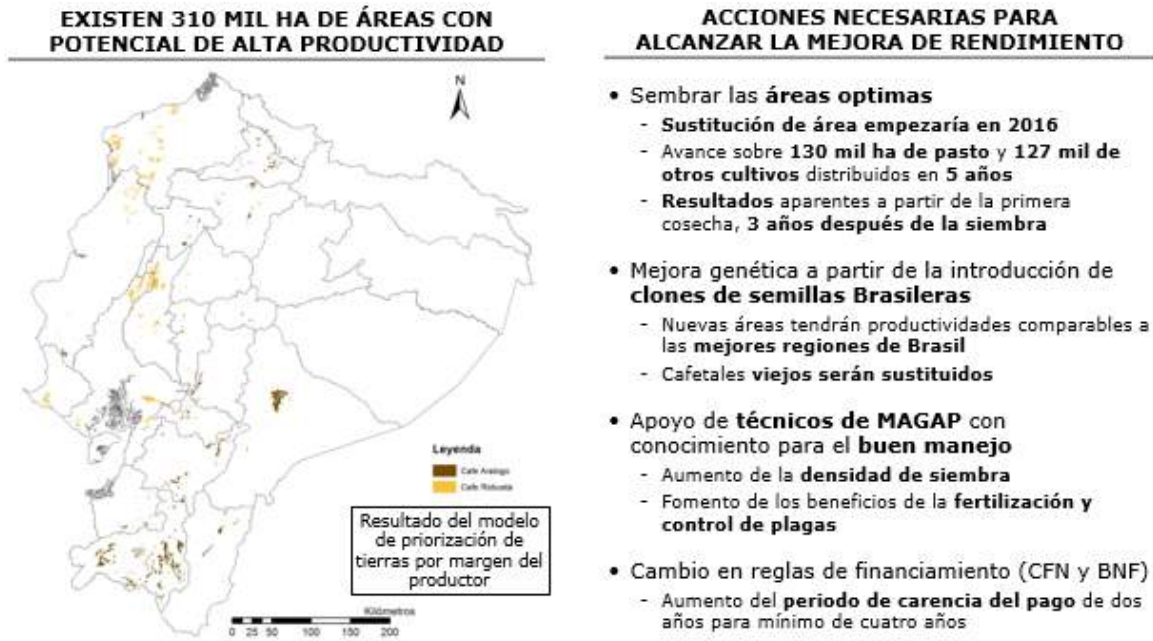 EXISTEN 310 MIL HA DE ÁREAS CON
POTENCIAL DE ALTA PRODUCTIVIDAD
N
Leyenda
Cafe Arabigo
Cafe Robusta
Resultado del modelo
de priorización de
tierras por margen del
productor
Kilómetros
0 25 50 100 150 200
ACCIONES NECESARIAS PARA
ALCANZAR LA MEJORA DE RENDIMIENTO
• Sembrar las áreas optimas
- Sustitución de área empezaría en 2016
- Avance sobre 130 mil ha de pasto y 127 mil de
otros cultivos distribuidos en 5 años
- Resultados aparentes a partir de la primera
cosecha, 3 años después de la siembra
• Mejora genética a partir de la introducción de
clones de semillas Brasileras
- Nuevas áreas tendrán productividades comparables a
las mejores regiones de Brasil
- Cafetales viejos serán sustituidos
• Apoyo de técnicos de MAGAP con
conocimiento para el buen manejo
- Aumento de la densidad de siembra
- Fomento de los beneficios de la fertilización y
control de plagas
• Cambio en reglas de financiamiento (CFN y BNF)
- Aumento del periodo de carencia del pago de dos
años para mínimo de cuatro años